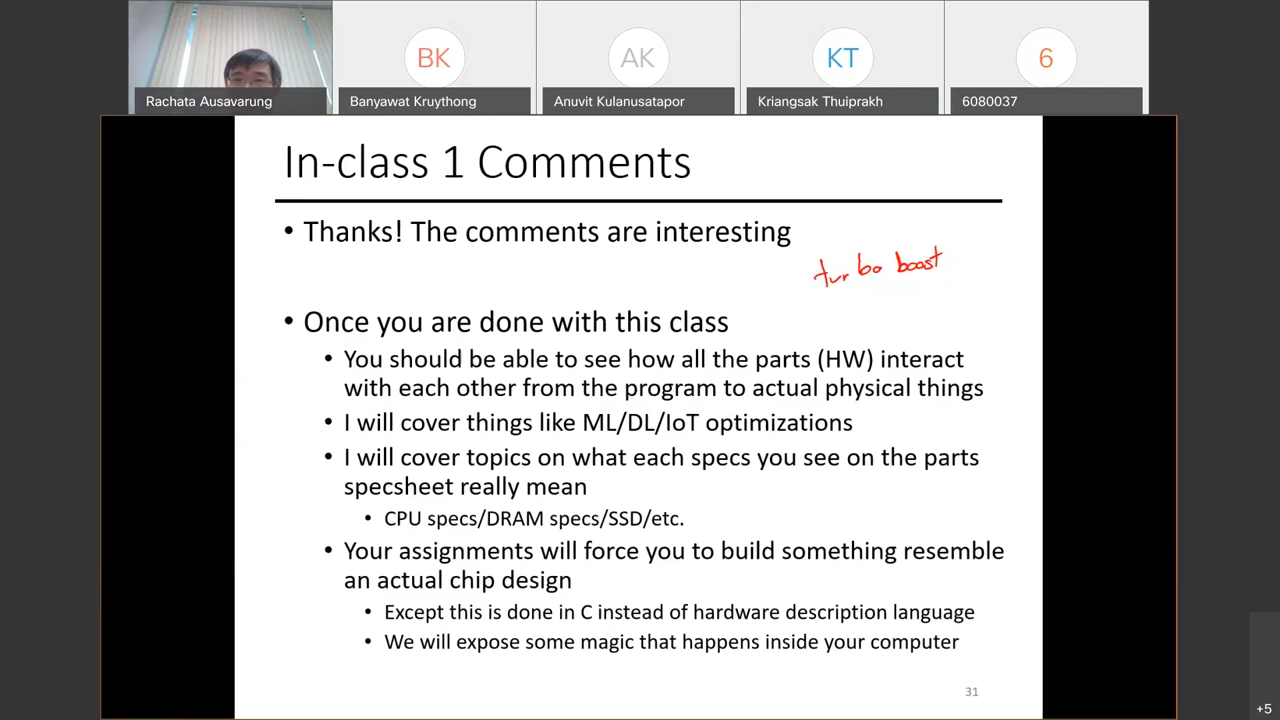 BK
AK
KT
6
Rachata Ausavarung
Banyawat Kruythong
Anuvit Kulanusatapor
Kriangsak Thuiprakh
6080037
In-class 1 Comments
• Thanks! The comments are interesting
turbo boost
• Once you are done with this class
• You should be able to see how all the parts (HW) interact
with each other from the program to actual physical things
• I will cover things like ML/DL/IoT optimizations
• I will cover topics on what each specs you see on the parts
specsheet really mean
• CPU specs/DRAM specs/SSD/etc.
• Your assignments will force you to build something resemble
an actual chip design
• Except this is done in C instead of hardware description language
• We will expose some magic that happens inside your computer
31
+5